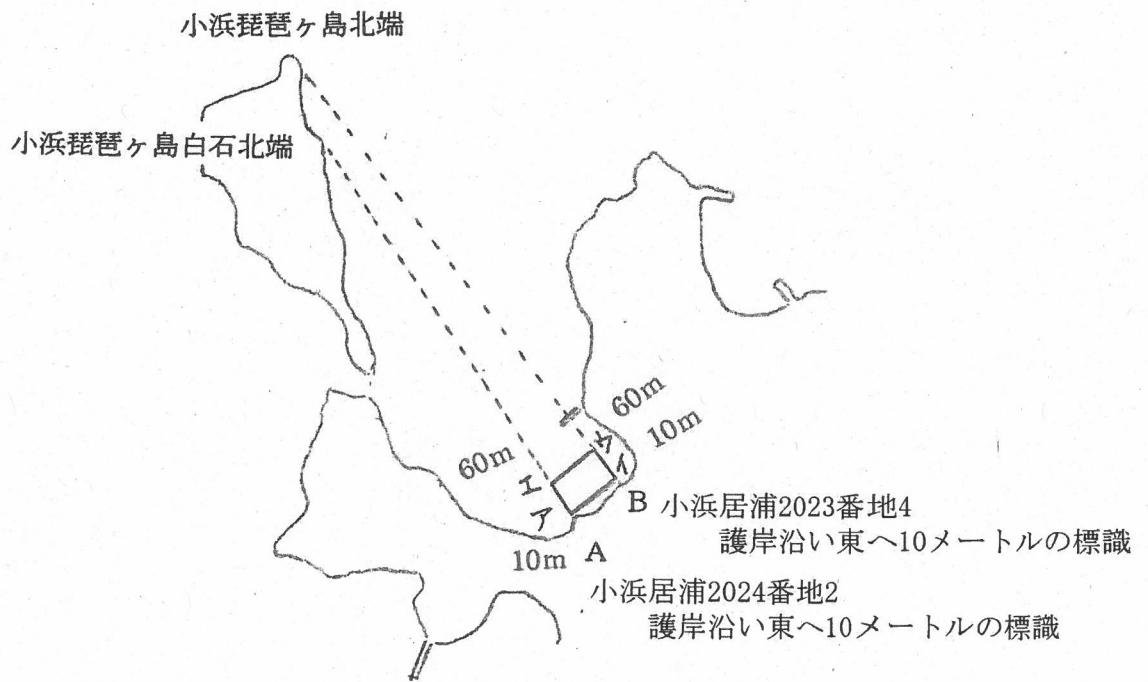 小浜琵琶ヶ島北端
小浜琵琶ヶ島白石北端
60m
10m
ウ
イ
60m
エ
ア
B
小浜居浦2023番地4
護岸沿い東へ10メートルの標識
10m
A
小浜居浦2024番地2
護岸沿い東へ10メートルの標識